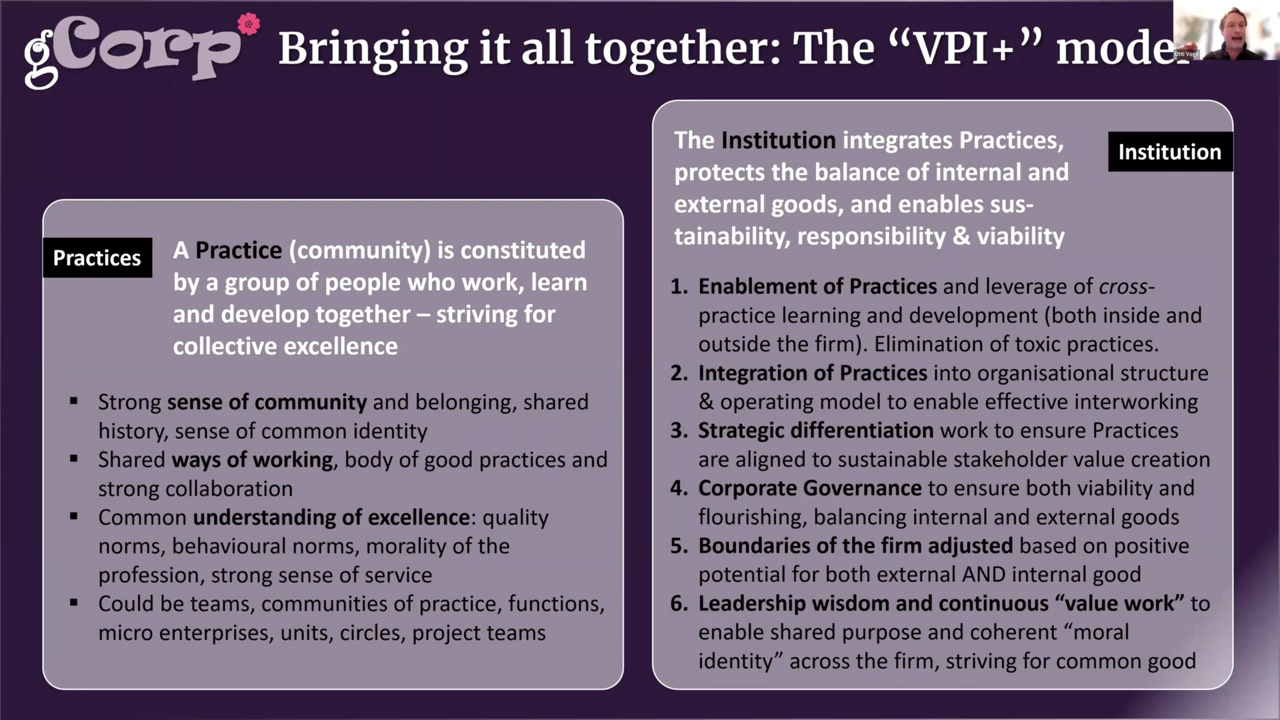 gCorp
Bringing it all together: The “VPI+” model
Practices
A Practice (community) is constituted
by a group of people who work, learn
and develop together – striving for
collective excellence
▪ Strong sense of community and belonging, shared
history, sense of common identity
▪ Shared ways of working, body of good practices and
strong collaboration
▪ Common understanding of excellence: quality
norms, behavioural norms, morality of the
profession, strong sense of service
▪ Could be teams, communities of practice, functions,
micro enterprises, units, circles, project teams
The Institution integrates Practices,
protects the balance of internal and
external goods, and enables sus-
tainability, responsibility & viability
Institution
1. Enablement of Practices and leverage of cross-
practice learning and development (both inside and
outside the firm). Elimination of toxic practices.
2. Integration of Practices into organisational structure
& operating model to enable effective interworking
3. Strategic differentiation work to ensure Practices
are aligned to sustainable stakeholder value creation
4. Corporate Governance to ensure both viability and
flourishing, balancing internal and external goods
5. Boundaries of the firm adjusted based on positive
potential for both external AND internal good
6. Leadership wisdom and continuous “value work” to
enable shared purpose and coherent “moral
identity” across the firm, striving for common good